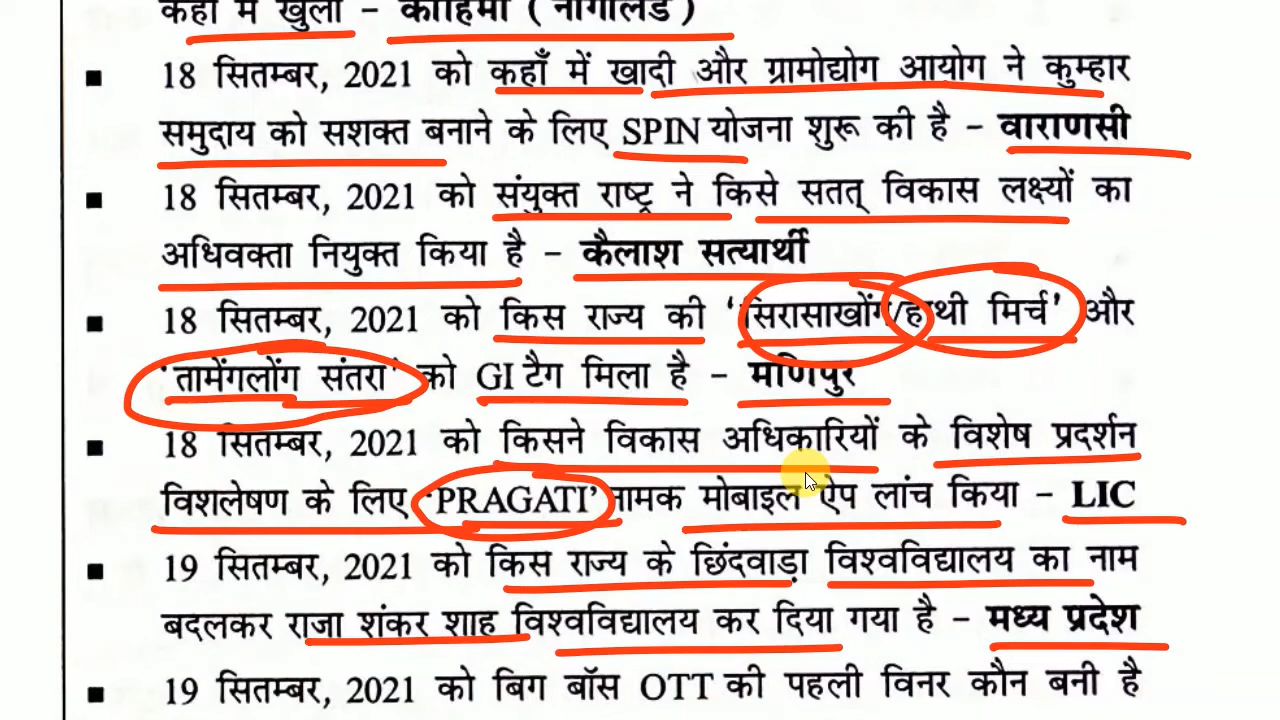 कहाँ में खुला – कोहिमा ( नागालैंड )
▪ 18 सितम्बर, 2021 को कहाँ में खादी और ग्रामोद्योग आयोग ने कुम्हार
समुदाय को सशक्त बनाने के लिए SPIN योजना शुरू की है – वाराणसी
▪ 18 सितम्बर, 2021 को संयुक्त राष्ट्र ने किसे सतत् विकास लक्ष्यों का
अधिवक्ता नियुक्त किया है – कैलाश सत्यार्थी
▪ 18 सितम्बर, 2021 को किस राज्य की ‘सिरासाखोंग/हाथी मिर्च’ और
‘तामेंगलोंग संतरा’ को GI टैग मिला है – मणिपुर
▪ 18 सितम्बर, 2021 को किसने विकास अधिकारियों के विशेष प्रदर्शन
विशलेषण के लिए ‘PRAGATI’ नामक मोबाइल ऐप लांच किया – LIC
▪ 19 सितम्बर, 2021 को किस राज्य के छिंदवाड़ा विश्वविद्यालय का नाम
बदलकर राजा शंकर शाह विश्वविद्यालय कर दिया गया है – मध्य प्रदेश
▪ 19 सितम्बर, 2021 को बिग बॉस OTT की पहली विनर कौन बनी है